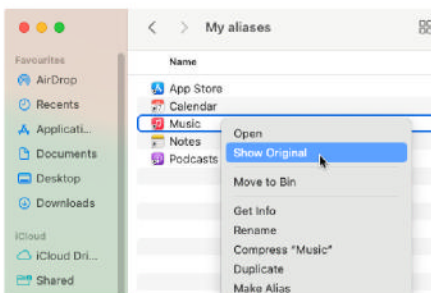 My aliases
Favourites
AirDrop
Recents
Applicati...
Documents
Desktop
Downloads
iCloud
iCloud Dri...
Shared
Name
App Store
Calendar
Music
Notes
Podcasts
Open
Show Original
Move to Bin
Get Info
Rename
Compress "Music"
Duplicate
Make Alias